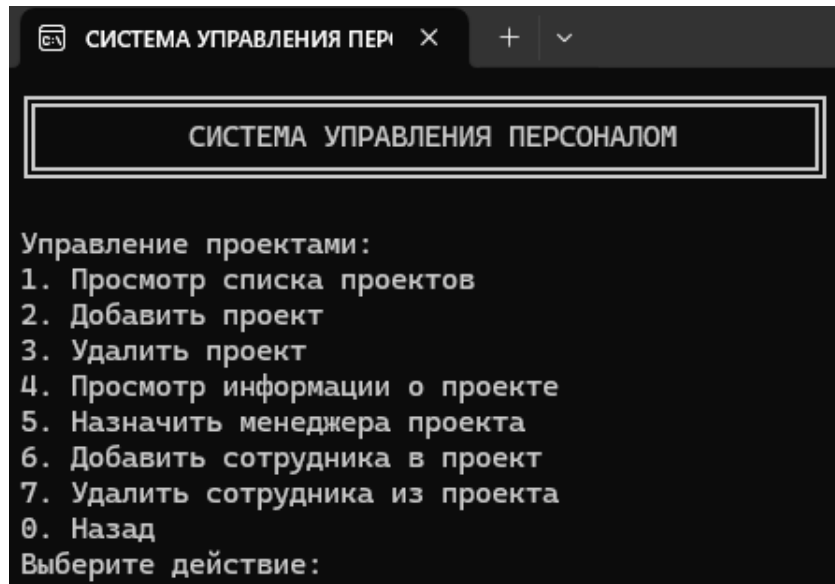 СИСТЕМА УПРАВЛЕНИЯ ПЕР
СИСТЕМА УПРАВЛЕНИЯ ПЕРСОНАЛОМ
Управление проектами:
1. Просмотр списка проектов
2. Добавить проект
3. Удалить проект
4. Просмотр информации о проекте
5. Назначить менеджера проекта
6. Добавить сотрудника в проект
7. Удалить сотрудника из проекта
0. Назад
Выберите действие: